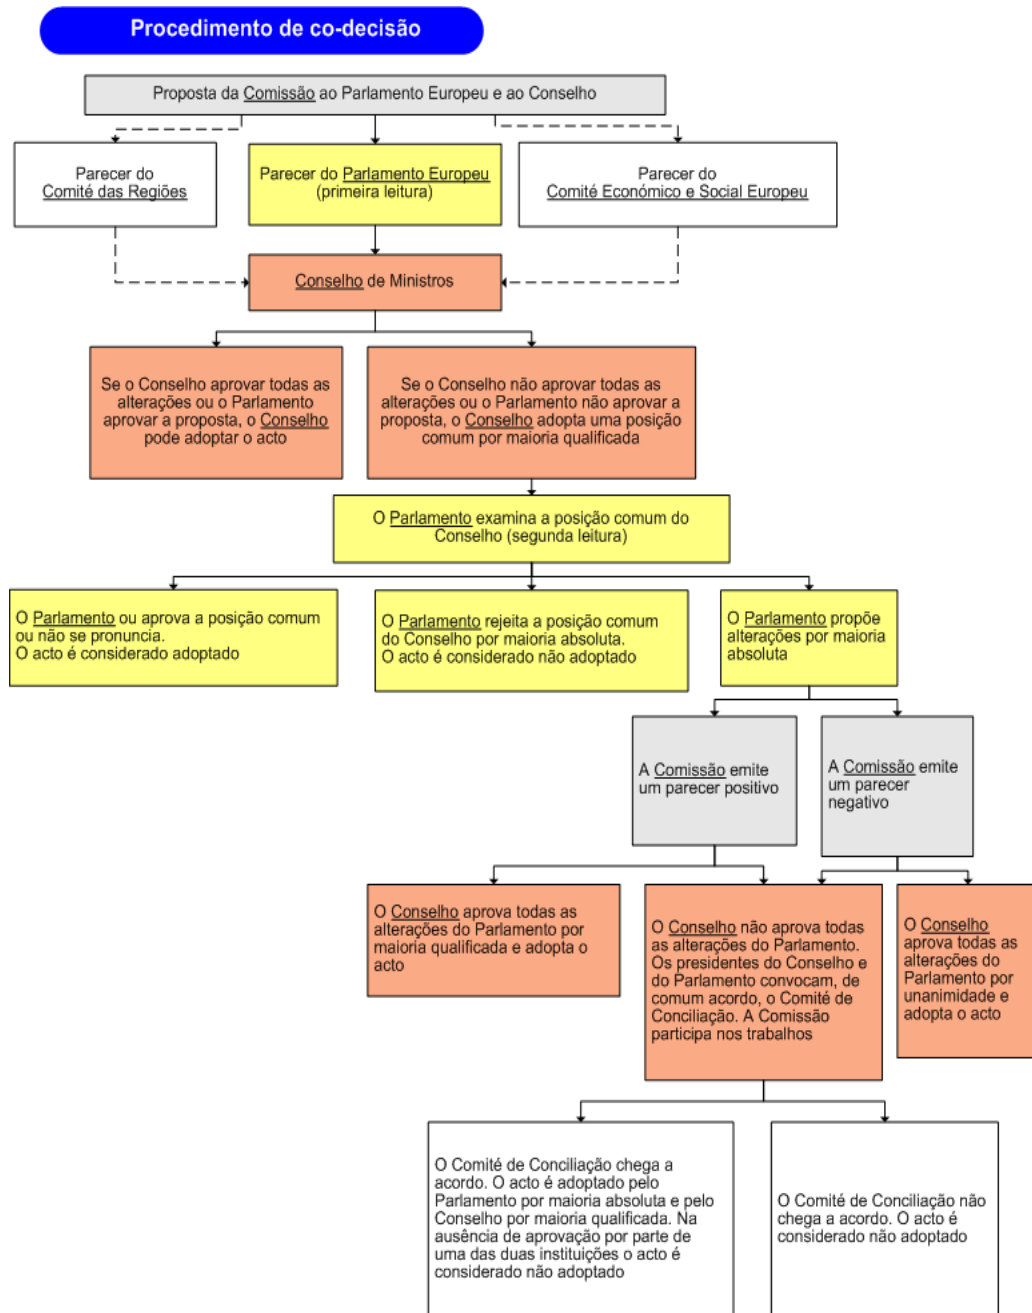 Procedimento de co-decisão
Proposta da Comissão ao Parlamento Europeu e ao Conselho
Parecer do
Comité das Regiões
Parecer do Parlamento Europeu
(primeira leitura)
Parecer do
Comité Económico e Social Europeu
Conselho de Ministros
Se o Conselho aprovar todas as
alterações ou o Parlamento
aprovar a proposta, o Conselho
pode adoptar o acto
Se o Conselho não aprovar todas as
alterações ou o Parlamento não aprovar a
proposta, o Conselho adopta uma posição
comum por maioria qualificada
O Parlamento examina a posição comum do
Conselho (segunda leitura)
O Parlamento ou aprova a posição comum
ou não se pronuncia.
O acto é considerado adoptado
O Parlamento rejeita a posição comum
do Conselho por maioria absoluta.
O acto é considerado não adoptado
O Parlamento propõe
alterações por maioria
absoluta
A Comissão emite
um parecer positivo
A Comissão emite
um parecer
negativo
O Conselho aprova todas as
alterações do Parlamento por
maioria qualificada e adopta o
acto
O Conselho não aprova todas
as alterações do Parlamento.
Os presidentes do Conselho e
do Parlamento convocam, de
comum acordo, o Comité de
Conciliação. A Comissão
participa nos trabalhos
O Conselho
aprova todas as
alterações do
Parlamento por
unanimidade e
adopta o acto
O Comité de Conciliação chega a
acordo. O acto é adoptado pelo
Parlamento por maioria absoluta e pelo
Conselho por maioria qualificada. Na
ausência de aprovação por parte de
uma das duas instituições o acto é
considerado não adoptado
O Comité de Conciliação não
chega a acordo. O acto é
considerado não adoptado